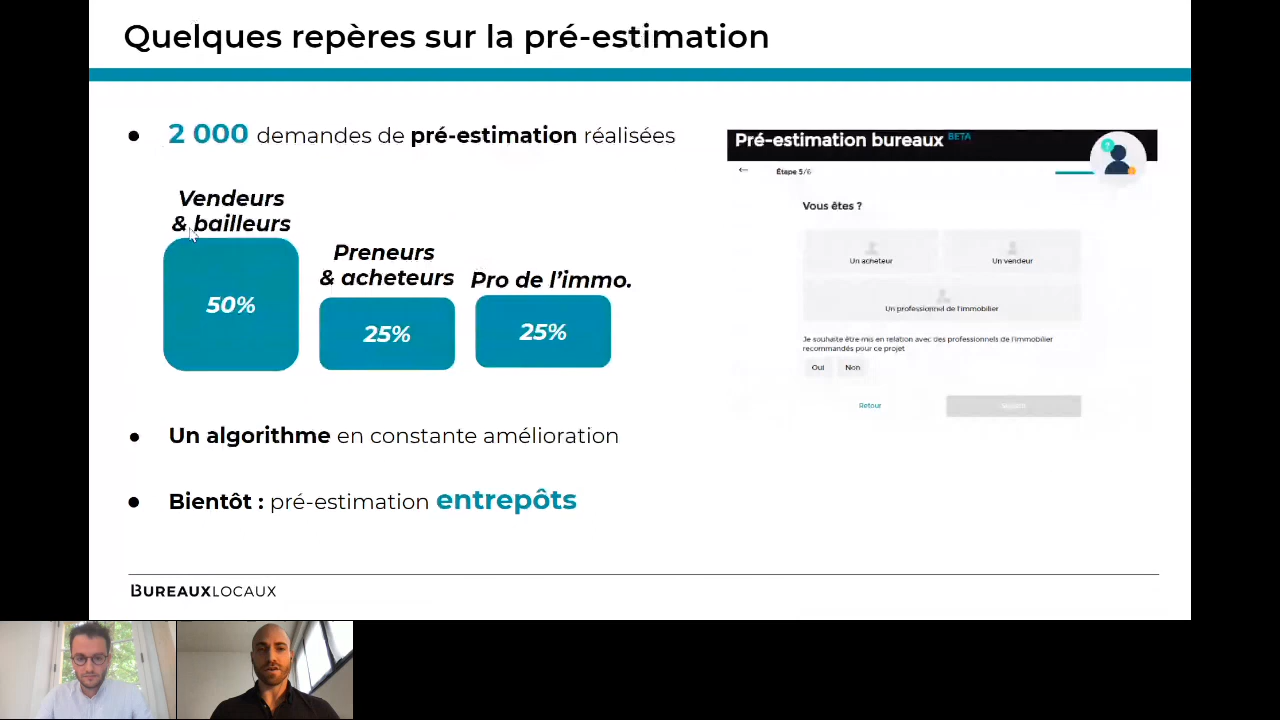 Quelques repères sur la pré-estimation
● 2 000 demandes de pré-estimation réalisées
Vendeurs
& bailleurs
50%
Preneurs
& acheteurs
25%
Pro de l'immo.
25%
● Un algorithme en constante amélioration
● Bientôt : pré-estimation entrepôts
Pré-estimation bureaux BETA
?
← Étape 5/6
Vous êtes ?
Un acheteur
Un vendeur
Un professionnel de l'immobilier
Je souhaite être mis en relation avec des professionnels de l'immobilier
recommandés pour ce projet
Oui
Non
Retour
BUREAUXLOCAUX